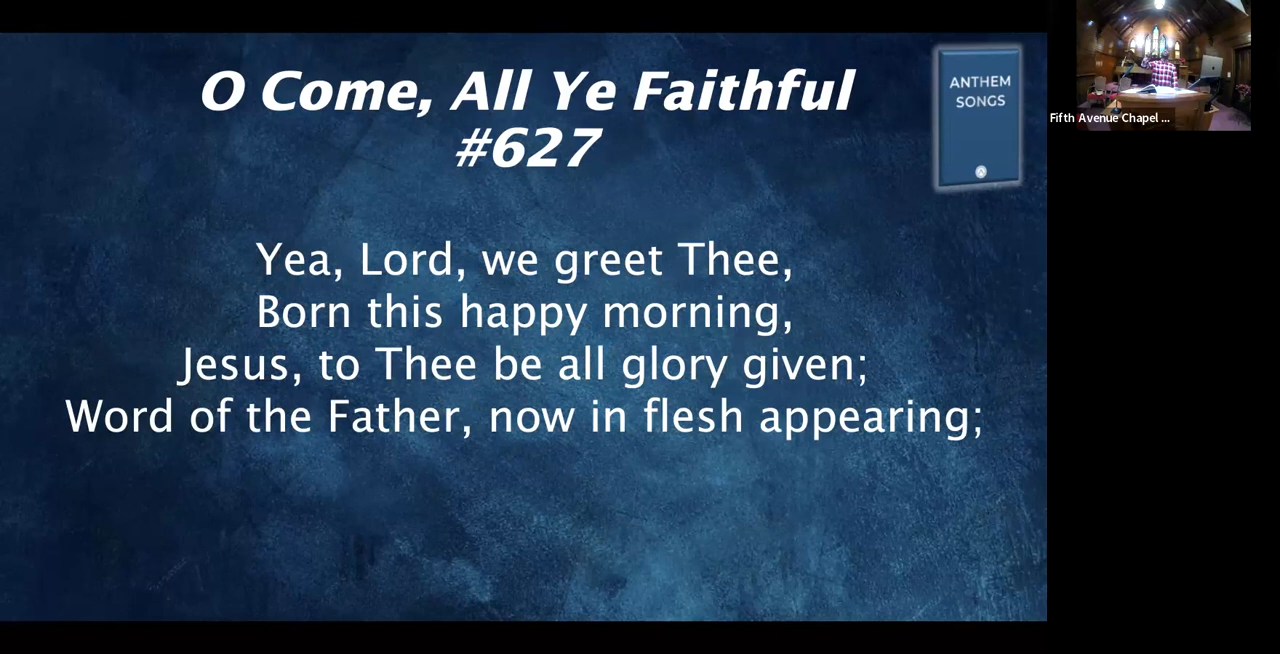 O Come, All Ye Faithful
#627
ANTHEM
SONGS
Yea, Lord, we greet Thee,
Born this happy morning,
Jesus, to Thee be all glory given;
Word of the Father, now in flesh appearing;
Fifth Avenue Chapel ...